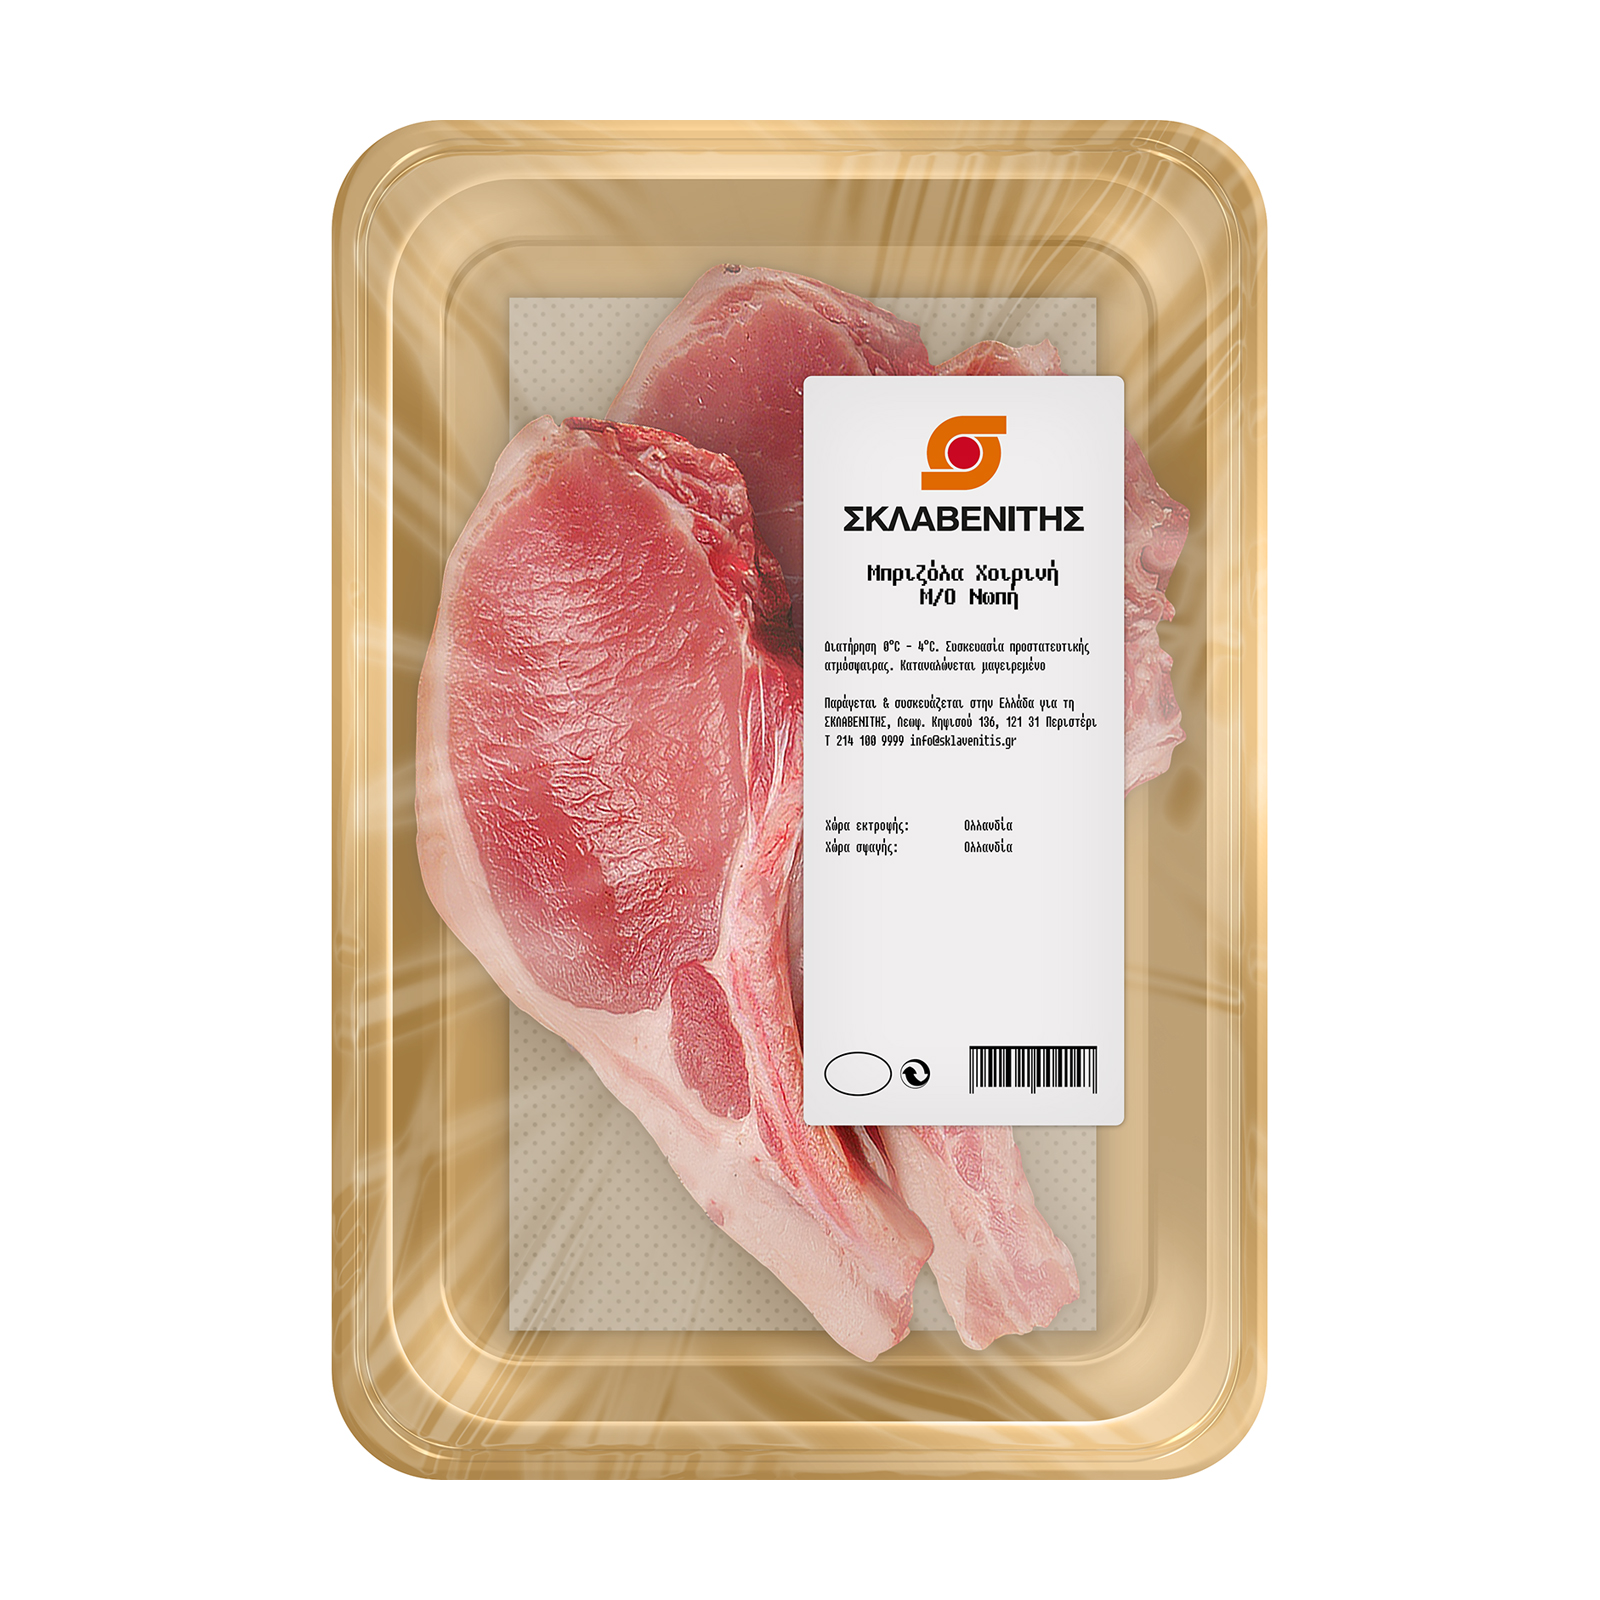 ΣΚΛΑΒΕΝΙΤΗΣ
Μπριζόλα Χοιρινή
Μ/Ο Νωπή
Διατήρηση 0°C - 4°C. Συσκευασία προστατευτικής
ατμόσφαιρας. Καταναλώνεται μαγειρεμένο
Παράγεται & συσκευάζεται στην Ελλάδα για τη
ΣΚΛΑΒΕΝΙΤΗΣ, Λεωφ. Κηφισού 136, 121 31 Περιστέρι
Τ 214 100 9999 info@sklavenitis.gr
Χώρα εκτροφής: Ολλανδία
Χώρα σφαγής: Ολλανδία